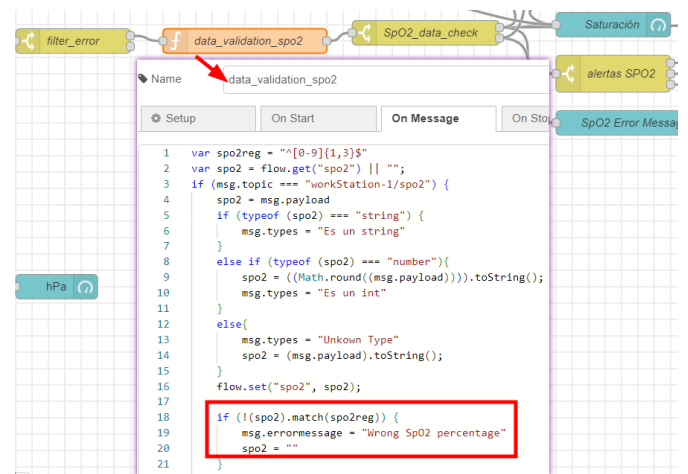 filter_error
data_validation_spo2
SpO2_data_check
Saturación
alertas SPO2
SpO2 Error Messag
hPa
Name
data_validation_spo2
Setup
On Start
On Message
On Stop
1 var spo2reg = "^[0-9]{1,3}$"
2 var spo2 = flow.get("spo2") || "";
3 if (msg.topic === "workStation-1/spo2") {
4 spo2 = msg.payload
5 if (typeof (spo2) === "string") {
6 msg.types = "Es un string"
7 }
8 else if (typeof (spo2) === "number"){
9 spo2 = ((Math.round((msg.payload)))).toString();
10 msg.types = "Es un int"
11 }
12 else{
13 msg.types = "Unkown Type"
14 spo2 = (msg.payload).toString();
15 }
16 flow.set("spo2", spo2);
17
18 if (!(spo2).match(spo2reg)) {
19 msg.errormessage = "Wrong SpO2 percentage"
20 spo2 = ""
21 }